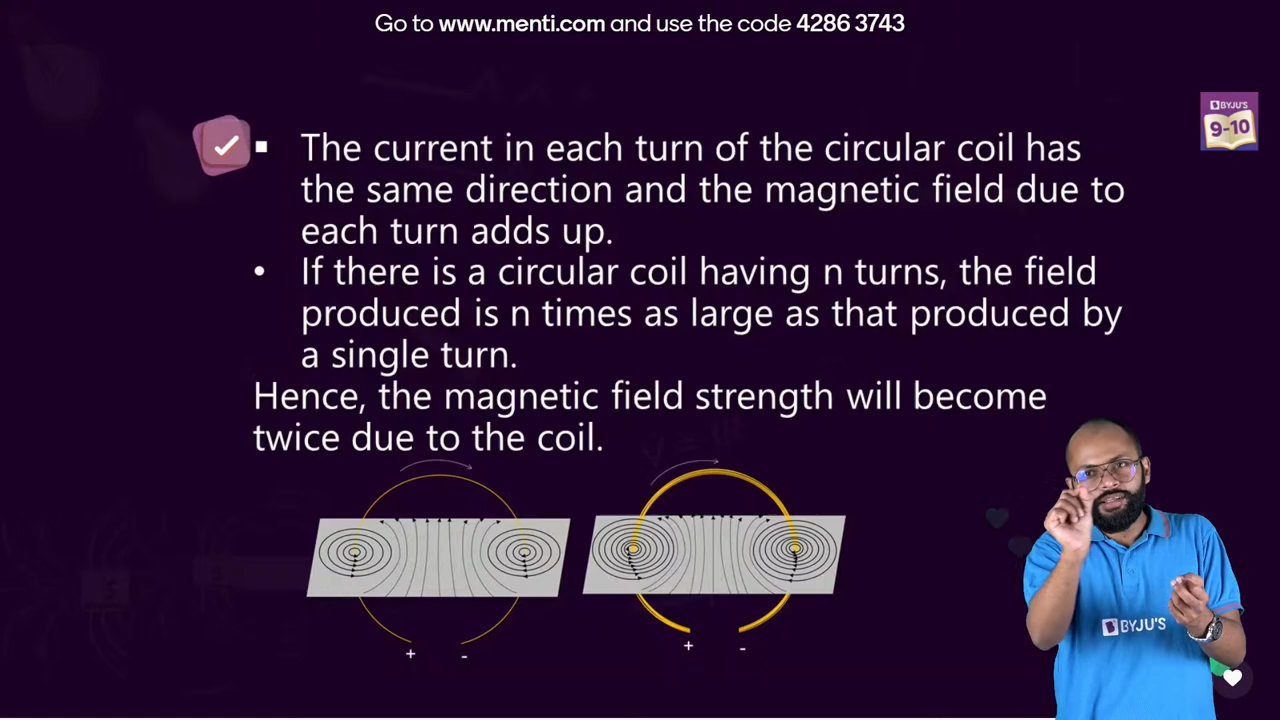 Go to www.menti.com and use the code 4286 3743
BYJU'S
9-10
▪ The current in each turn of the circular coil has
the same direction and the magnetic field due to
each turn adds up.
• If there is a circular coil having n turns, the field
produced is n times as large as that produced by
a single turn.
Hence, the magnetic field strength will become
twice due to the coil.
+ -
+ -
BYJU'S